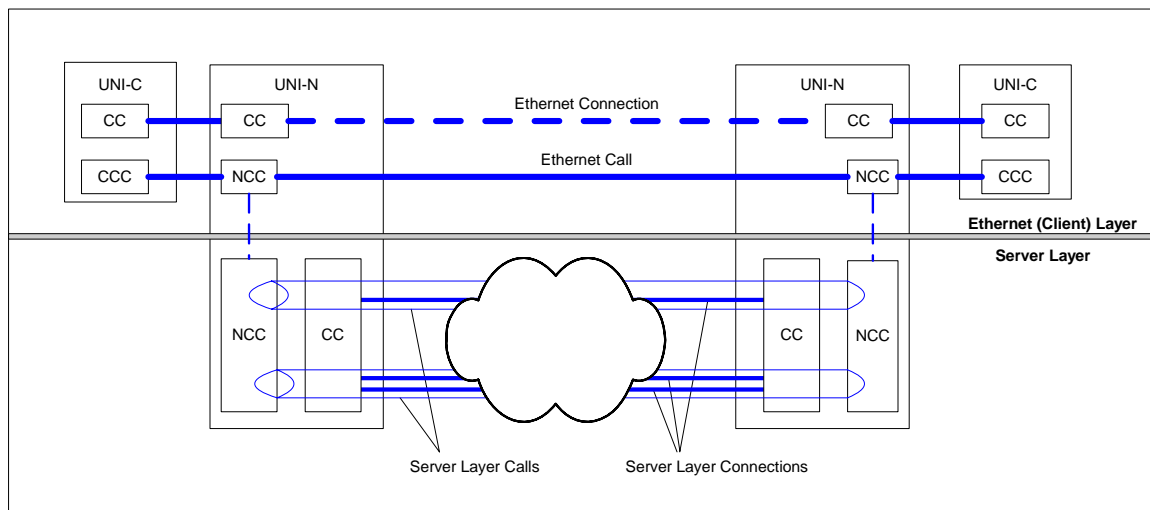 UNI-C
UNI-N
UNI-N
UNI-C
CC
CC
Ethernet Connection
CC
CC
CCC
NCC
Ethernet Call
NCC
CCC
Ethernet (Client) Layer
Server Layer
NCC
CC
CC
NCC
Server Layer Calls
Server Layer Connections